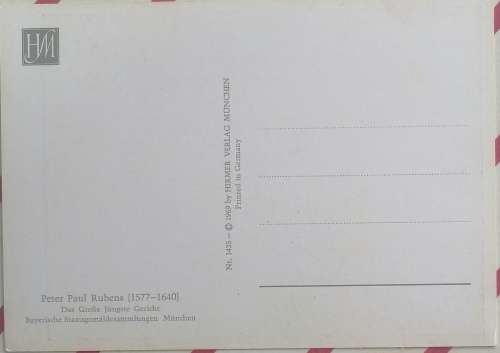 HM
Peter Paul Rubens (1577–1640)
Das Große Jüngste Gericht
Bayerische Staatsgemäldesammlungen München
Nr. 1435 – © 1969 by HIRMER VERLAG MÜNCHEN
Printed in Germany